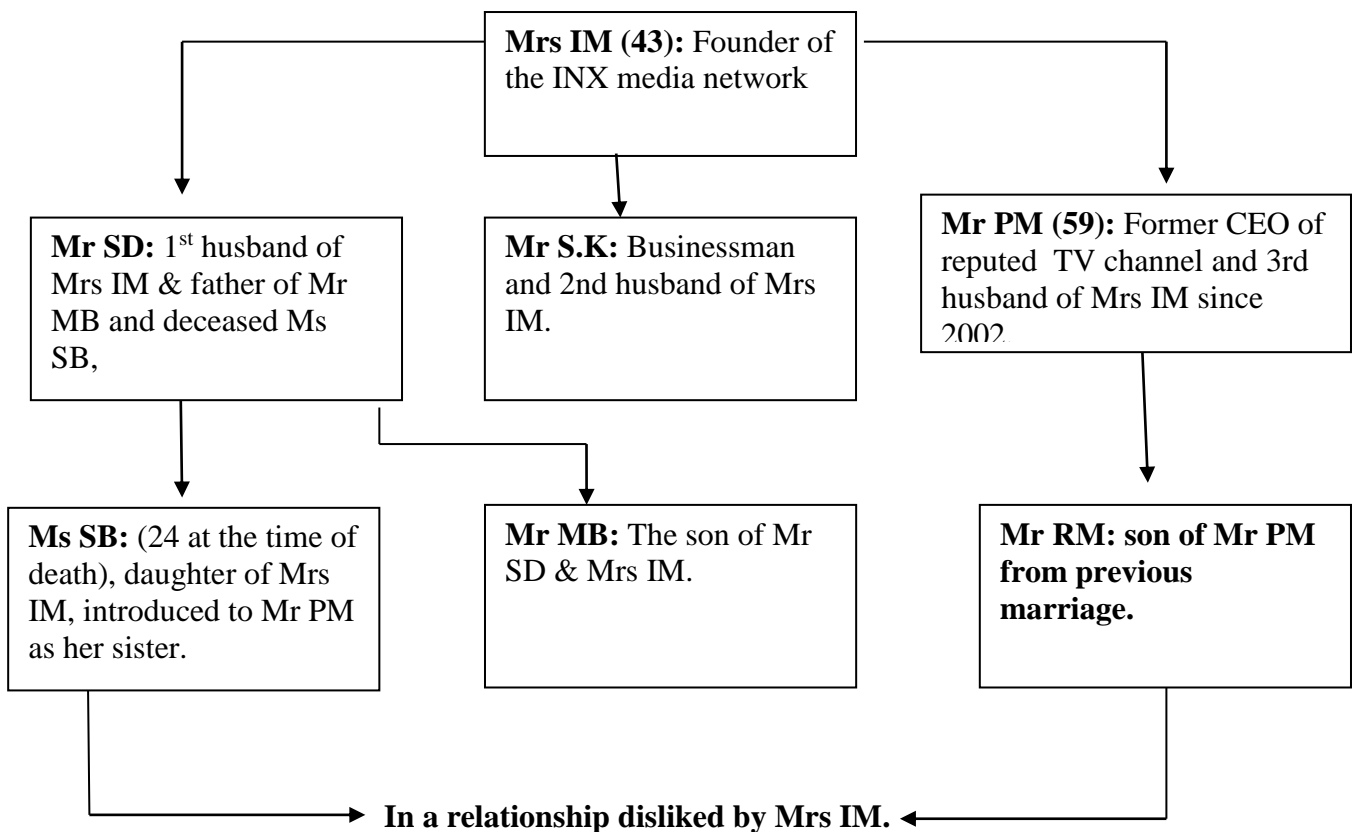 Mrs IM (43): Founder of
the INX media network
Mr SD: 1st husband of
Mrs IM & father of Mr
MB and deceased Ms
SB,
Mr S.K: Businessman
and 2nd husband of Mrs
IM.
Mr PM (59): Former CEO of
reputed TV channel and 3rd
husband of Mrs IM since
2002.
Ms SB: (24 at the time of
death), daughter of Mrs
IM, introduced to Mr PM
as her sister.
Mr MB: The son of Mr
SD & Mrs IM.
Mr RM: son of Mr PM
from previous
marriage.
In a relationship disliked by Mrs IM.